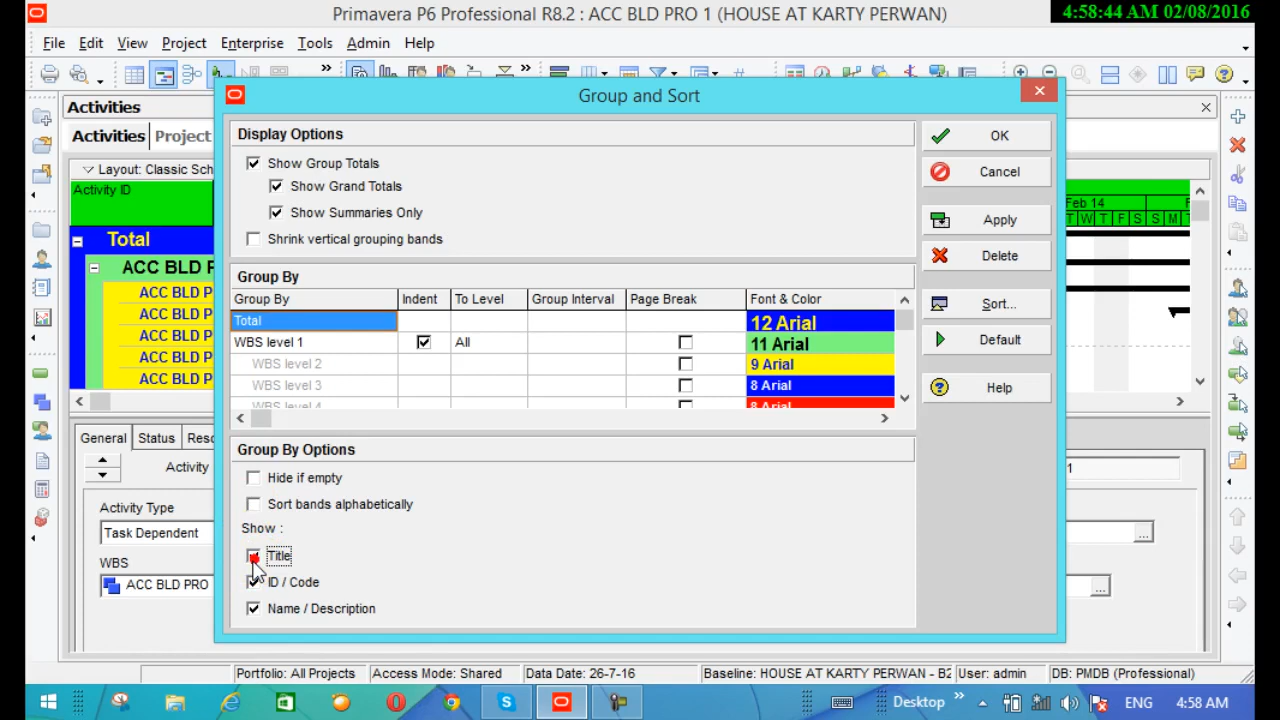 Primavera P6 Professional R8.2 : ACC BLD PRO 1 (HOUSE AT KARTY PERWAN)
4:58:44 AM 02/08/2016
File Edit View Project Enterprise Tools Admin Help
Activities
Activities Project
Layout: Classic Sch
Activity ID
Total
ACC BLD P
ACC BLD P
ACC BLD P
ACC BLD P
ACC BLD P
ACC BLD P
Feb 14
T W T F S S M T
Group and Sort
Display Options
Show Group Totals
Show Grand Totals
Show Summaries Only
Shrink vertical grouping bands
Group By
Group By Indent To Level Group Interval Page Break Font & Color
Total 12 Arial
WBS level 1 All 11 Arial
WBS level 2 9 Arial
WBS level 3 8 Arial
WBS level 4 8 Arial
Group By Options
Hide if empty
Sort bands alphabetically
Show :
Title
ID / Code
Name / Description
OK
Cancel
Apply
Delete
Sort...
Default
Help
General Status Reso
Activity
1
Activity Type
Task Dependent
...
WBS
ACC BLD PRO
...
Portfolio: All Projects Access Mode: Shared Data Date: 26-7-16 Baseline: HOUSE AT KARTY PERWAN - B2 User: admin DB: PMDB (Professional)
Desktop ENG 4:58 AM